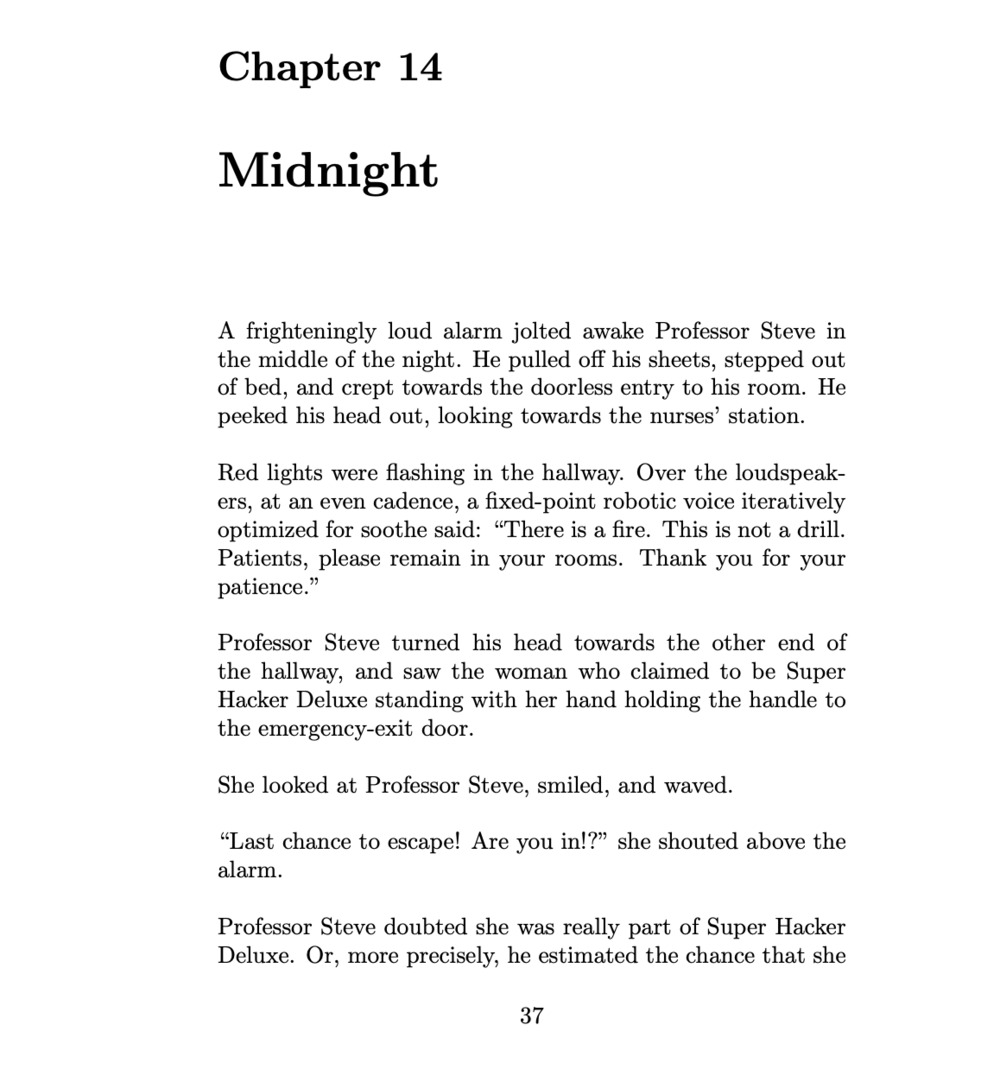 Chapter 14
Midnight
A frighteningly loud alarm jolted awake Professor Steve in
the middle of the night. He pulled off his sheets, stepped out
of bed, and crept towards the doorless entry to his room. He
peeked his head out, looking towards the nurses’ station.
Red lights were flashing in the hallway. Over the loudspeak-
ers, at an even cadence, a fixed-point robotic voice iteratively
optimized for soothe said: “There is a fire. This is not a drill.
Patients, please remain in your rooms. Thank you for your
patience.”
Professor Steve turned his head towards the other end of
the hallway, and saw the woman who claimed to be Super
Hacker Deluxe standing with her hand holding the handle to
the emergency-exit door.
She looked at Professor Steve, smiled, and waved.
“Last chance to escape! Are you in!?” she shouted above the
alarm.
Professor Steve doubted she was really part of Super Hacker
Deluxe. Or, more precisely, he estimated the chance that she
37